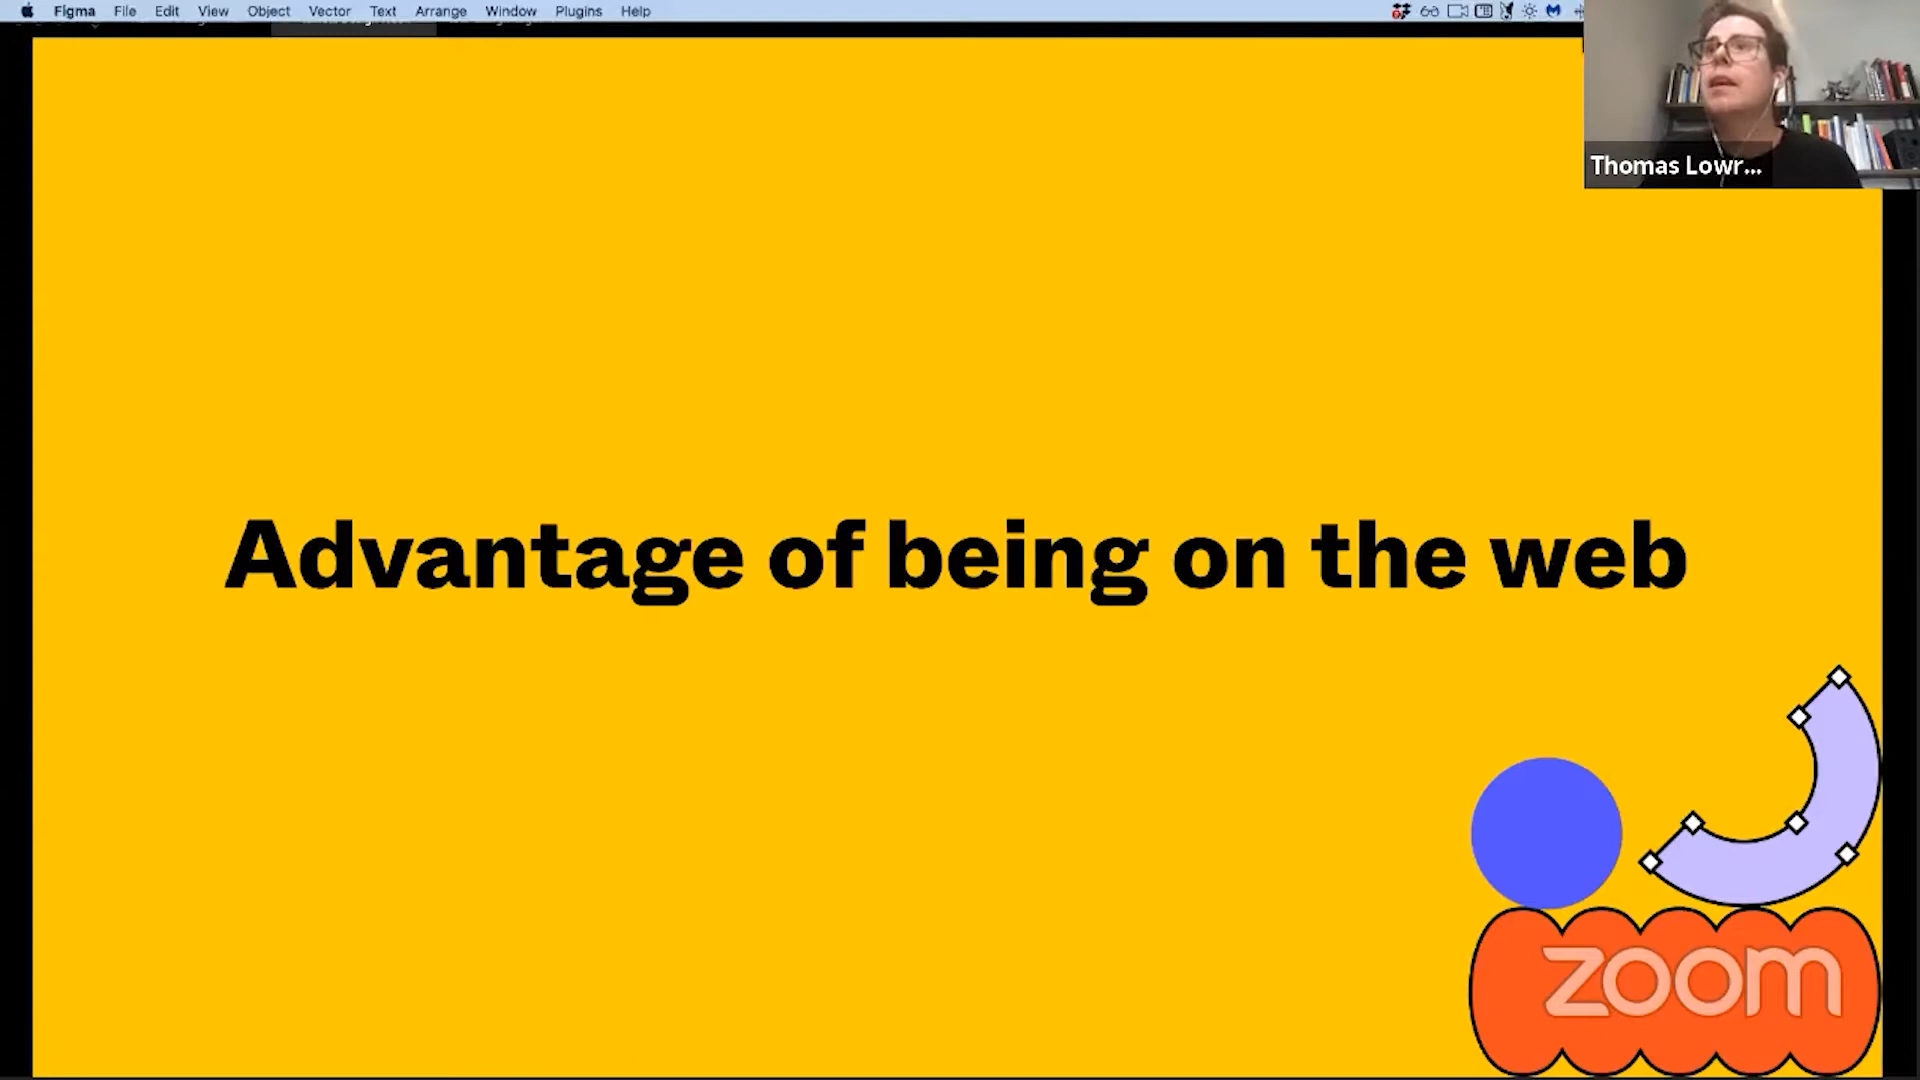 Figma File Edit View Object Vector Text Arrange Window Plugins Help
Thomas Lowr...
Advantage of being on the web
zoom